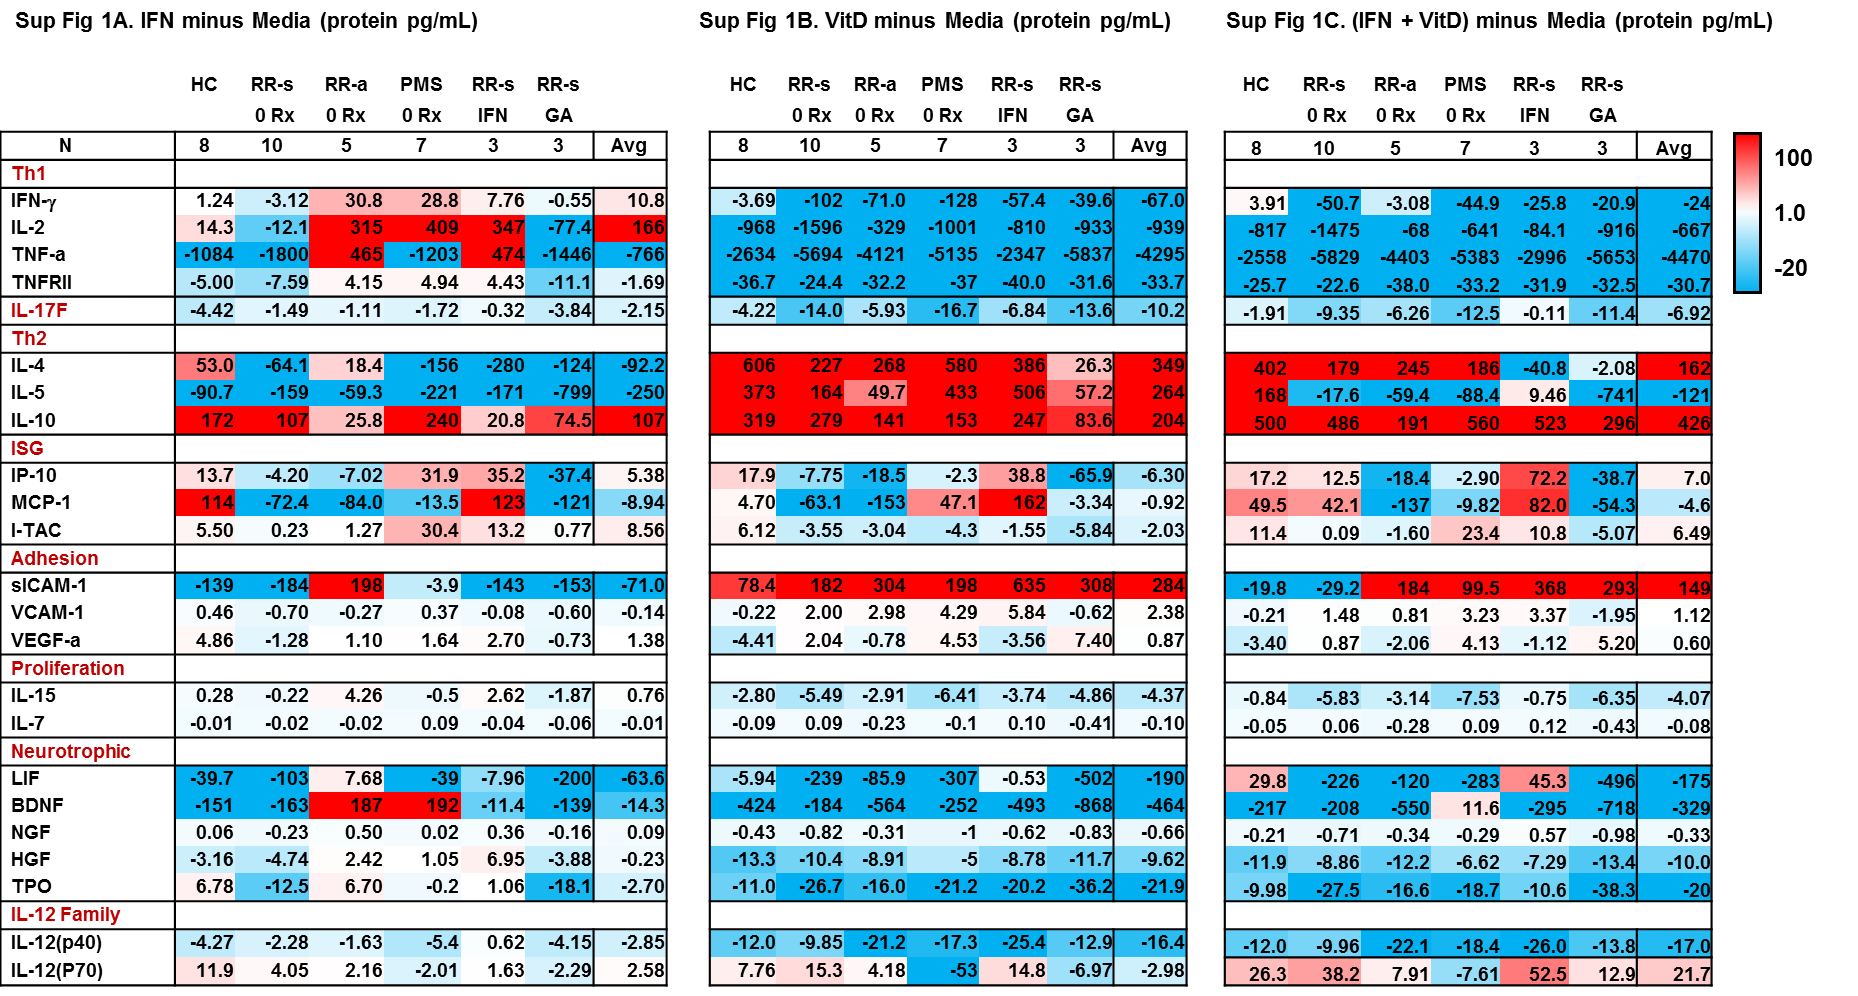 Sup Fig 1A. IFN minus Media (protein pg/mL) Sup Fig 1B. VitD minus Media (protein pg/mL) Sup Fig 1C. (IFN + VitD) minus Media (protein pg/mL)
HC RR-s RR-a PMS RR-s RR-s HC RR-s RR-a PMS RR-s RR-s HC RR-s RR-a PMS RR-s RR-s
0 Rx 0 Rx 0 Rx IFN GA 0 Rx 0 Rx 0 Rx IFN GA 0 Rx 0 Rx 0 Rx IFN GA
N 8 10 5 7 3 3 Avg 8 10 5 7 3 3 Avg 8 10 5 7 3 3 Avg
Th1 100
IFN-γ 1.24 -3.12 30.8 28.8 7.76 -0.55 10.8 -3.69 -102 -71.0 -128 -57.4 -39.6 -67.0 3.91 -50.7 -3.08 -44.9 -25.8 -20.9 -24 1.0
IL-2 14.3 -12.1 315 409 347 -77.4 166 -968 -1596 -329 -1001 -810 -933 -939 -817 -1475 -68 -641 -84.1 -916 -667
TNF-a -1084 -1800 465 -1203 474 -1446 -766 -2634 -5694 -4121 -5135 -2347 -5837 -4295 -2558 -5829 -4403 -5383 -2996 -5653 -4470 -20
TNFRII -5.00 -7.59 4.15 4.94 4.43 -11.1 -1.69 -36.7 -24.4 -32.2 -37 -40.0 -31.6 -33.7 -25.7 -22.6 -38.0 -33.2 -31.9 -32.5 -30.7
IL-17F -4.42 -1.49 -1.11 -1.72 -0.32 -3.84 -2.15 -4.22 -14.0 -5.93 -16.7 -6.84 -13.6 -10.2 -1.91 -9.35 -6.26 -12.5 -0.11 -11.4 -6.92
Th2
IL-4 53.0 -64.1 18.4 -156 -280 -124 -92.2 606 227 268 580 386 26.3 349 402 179 245 186 -40.8 -2.08 162
IL-5 -90.7 -159 -59.3 -221 -171 -799 -250 373 164 49.7 433 506 57.2 264 168 -17.6 -59.4 -88.4 9.46 -741 -121
IL-10 172 107 25.8 240 20.8 74.5 107 319 279 141 153 247 83.6 204 500 486 191 560 523 296 426
ISG
IP-10 13.7 -4.20 -7.02 31.9 35.2 -37.4 5.38 17.9 -7.75 -18.5 -2.3 38.8 -65.9 -6.30 17.2 12.5 -18.4 -2.90 72.2 -38.7 7.0
MCP-1 114 -72.4 -84.0 -13.5 123 -121 -8.94 4.70 -63.1 -153 47.1 162 -3.34 -0.92 49.5 42.1 -137 -9.82 82.0 -54.3 -4.6
I-TAC 5.50 0.23 1.27 30.4 13.2 0.77 8.56 6.12 -3.55 -3.04 -4.3 -1.55 -5.84 -2.03 11.4 0.09 -1.60 23.4 10.8 -5.07 6.49
Adhesion
sICAM-1 -139 -184 198 -3.9 -143 -153 -71.0 78.4 182 304 198 635 308 284 -19.8 -29.2 184 99.5 368 293 149
VCAM-1 0.46 -0.70 -0.27 0.37 -0.08 -0.60 -0.14 -0.22 2.00 2.98 4.29 5.84 -0.62 2.38 -0.21 1.48 0.81 3.23 3.37 -1.95 1.12
VEGF-a 4.86 -1.28 1.10 1.64 2.70 -0.73 1.38 -4.41 2.04 -0.78 4.53 -3.56 7.40 0.87 -3.40 0.87 -2.06 4.13 -1.12 5.20 0.60
Proliferation
IL-15 0.28 -0.22 4.26 -0.5 2.62 -1.87 0.76 -2.80 -5.49 -2.91 -6.41 -3.74 -4.86 -4.37 -0.84 -5.83 -3.14 -7.53 -0.75 -6.35 -4.07
IL-7 -0.01 -0.02 -0.02 0.09 -0.04 -0.06 -0.01 -0.09 0.09 -0.23 -0.1 0.10 -0.41 -0.10 -0.05 0.06 -0.28 0.09 0.12 -0.43 -0.08
Neurotrophic
LIF -39.7 -103 7.68 -39 -7.96 -200 -63.6 -5.94 -239 -85.9 -307 -0.53 -502 -190 29.8 -226 -120 -283 45.3 -496 -175
BDNF -151 -163 187 192 -11.4 -139 -14.3 -424 -184 -564 -252 -493 -868 -464 -217 -208 -550 11.6 -295 -718 -329
NGF 0.06 -0.23 0.50 0.02 0.36 -0.16 0.09 -0.43 -0.82 -0.31 -1 -0.62 -0.83 -0.66 -0.21 -0.71 -0.34 -0.29 0.57 -0.98 -0.33
HGF -3.16 -4.74 2.42 1.05 6.95 -3.88 -0.23 -13.3 -10.4 -8.91 -5 -8.78 -11.7 -9.62 -11.9 -8.86 -12.2 -6.62 -7.29 -13.4 -10.0
TPO 6.78 -12.5 6.70 -0.2 1.06 -18.1 -2.70 -11.0 -26.7 -16.0 -21.2 -20.2 -36.2 -21.9 -9.98 -27.5 -16.6 -18.7 -10.6 -38.3 -20
IL-12 Family
IL-12(p40) -4.27 -2.28 -1.63 -5.4 0.62 -4.15 -2.85 -12.0 -9.85 -21.2 -17.3 -25.4 -12.9 -16.4 -12.0 -9.96 -22.1 -18.4 -26.0 -13.8 -17.0
IL-12(P70) 11.9 4.05 2.16 -2.01 1.63 -2.29 2.58 7.76 15.3 4.18 -53 14.8 -6.97 -2.98 26.3 38.2 7.91 -7.61 52.5 12.9 21.7